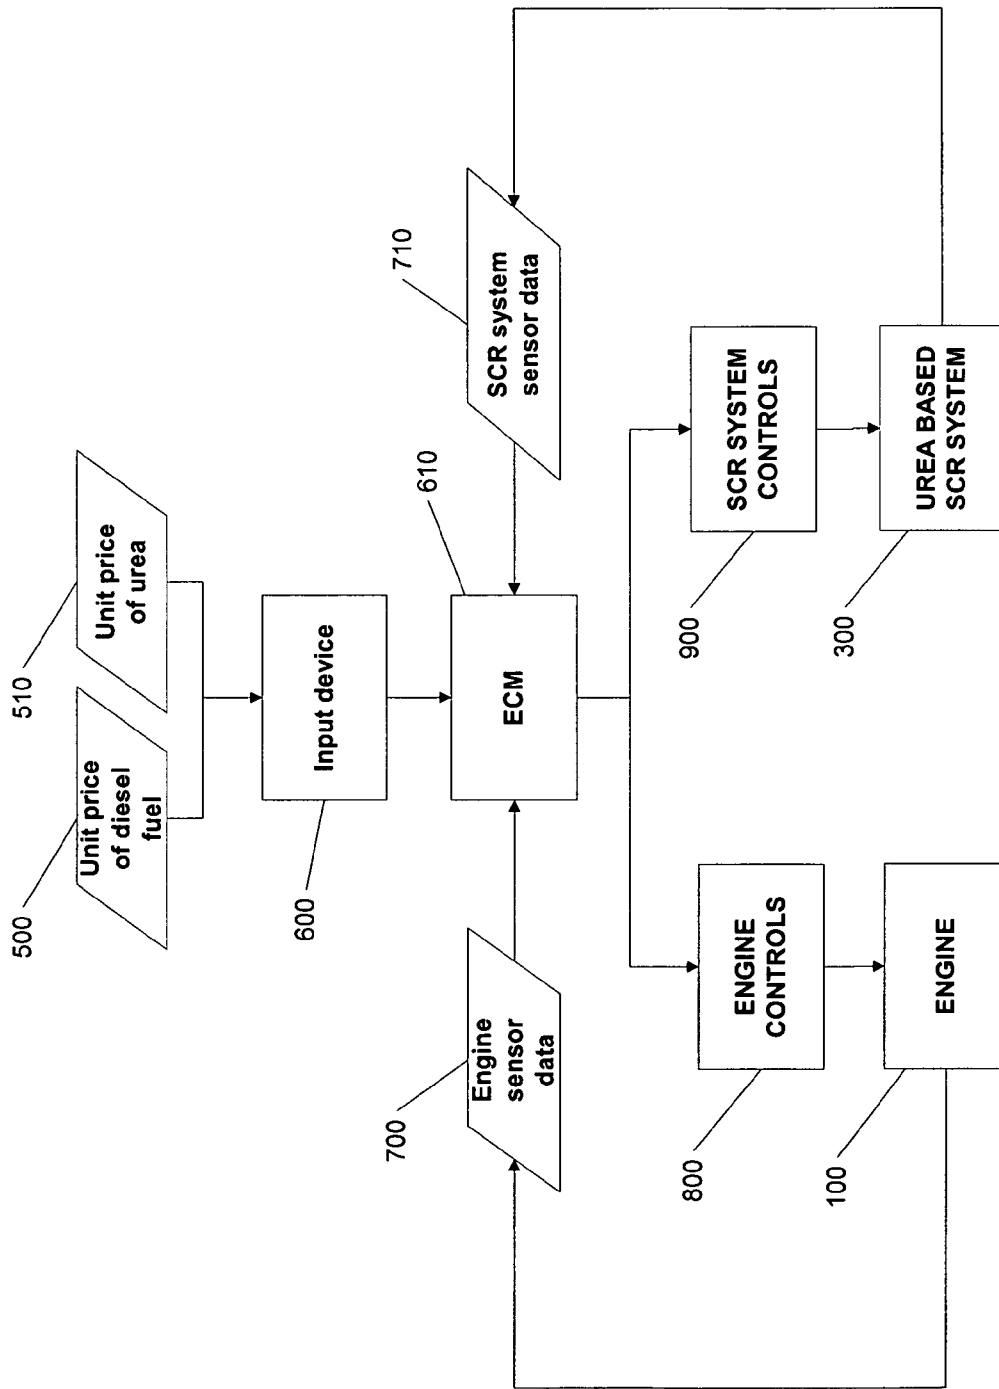 500
Unit price
of diesel
fuel
510
Unit price
of urea
600
Input device
700
Engine
sensor
data
ECM
610
710
SCR system
sensor data
800
ENGINE
CONTROLS
900
SCR SYSTEM
CONTROLS
100
ENGINE
300
UREA BASED
SCR SYSTEM